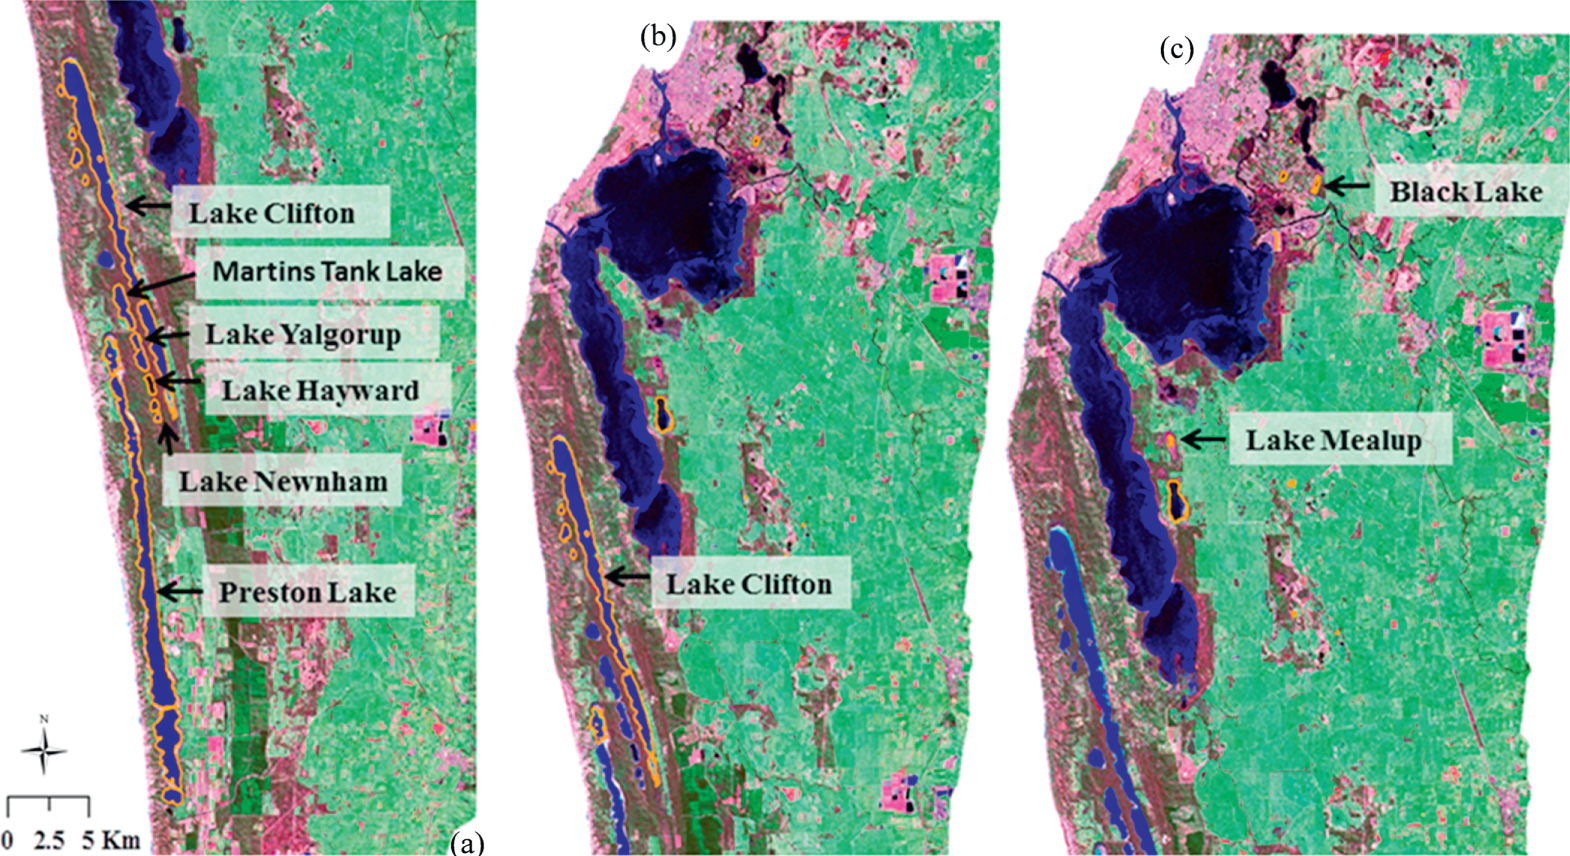 (b)
(c)
Black Lake
Lake Clifton
Martins Tank Lake
Lake Yalgorup
Lake Hayward
Lake Mealup
Lake Newnham
Lake Clifton
Preston Lake
N
0 2.5 5 Km
(a)